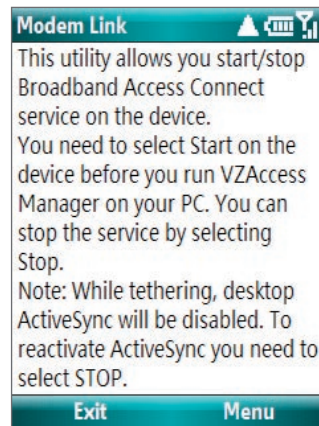 Modem Link
This utility allows you start/stop
Broadband Access Connect
service on the device.
You need to select Start on the
device before you run VZAccess
Manager on your PC. You can
stop the service by selecting
Stop.
Note: While tethering, desktop
ActiveSync will be disabled. To
reactivate ActiveSync you need to
select STOP.
Exit Menu